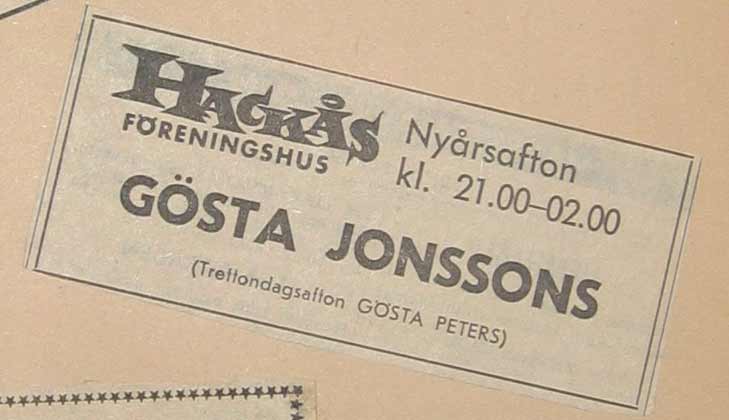 HACKÅS
FÖRENINGSHUS
Nyårsafton
kl. 21.00–02.00
GÖSTA JONSSONS
(Trettondagsafton GÖSTA PETERS)